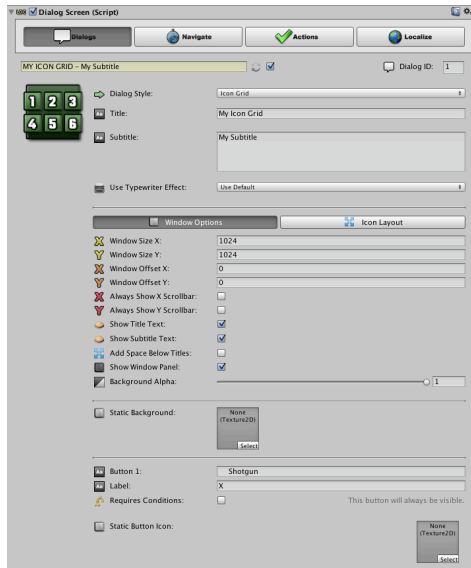 Dialog Screen (Script)
Dialogs
Navigate
Actions
Localize
MY ICON GRID - My Subtitle
Dialog ID: 1
1 2 3
4 5 6
Dialog Style: Icon Grid
Title: My Icon Grid
Subtitle: My Subtitle
Use Typewriter Effect: Use Default
Window Options
Icon Layout
X Window Size X: 1024
Y Window Size Y: 1024
X Window Offset X: 0
Y Window Offset Y: 0
X Always Show X Scrollbar:
Y Always Show Y Scrollbar:
Show Title Text:
Show Subtitle Text:
Add Space Below Titles:
Show Window Panel:
Background Alpha: 1
Static Background: None
(Texture2D)
Select
Button 1: Shotgun
Label: X
Requires Conditions: This button will always be visible.
Static Button Icon: None
(Texture2D)
Select